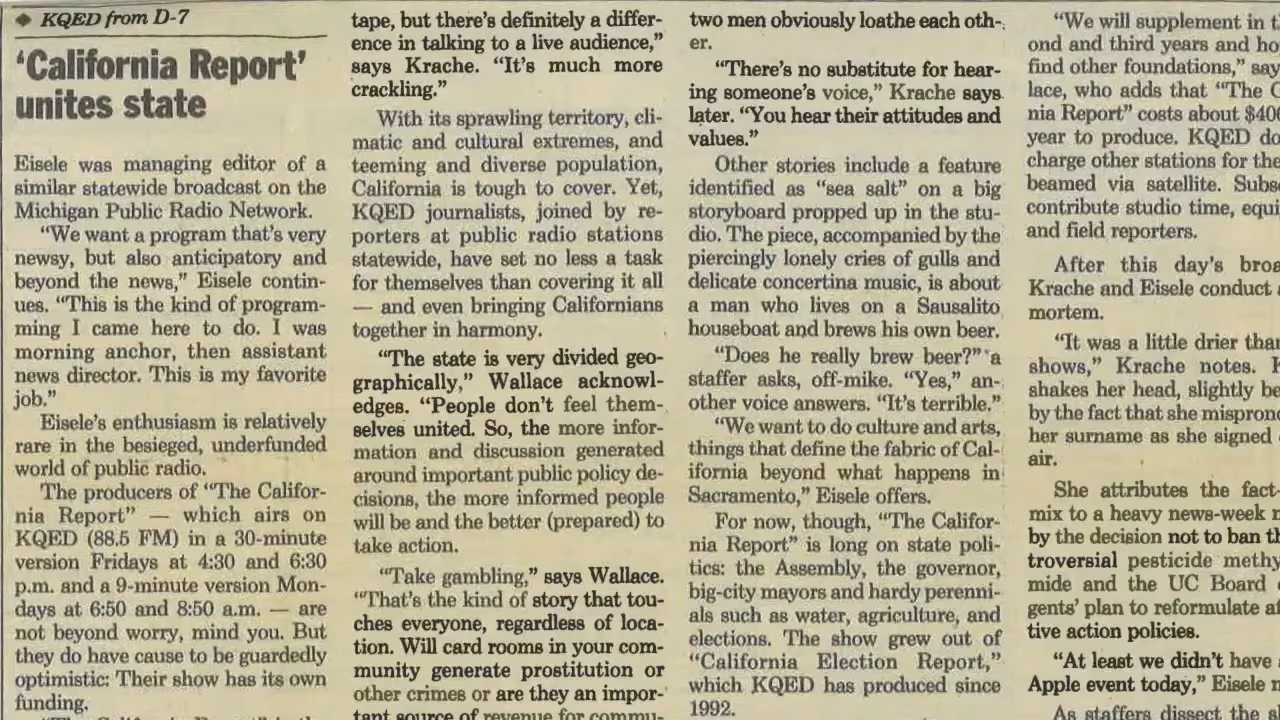 ◆ KQED from D-7
‘California Report’
unites state
Eisele was managing editor of a
similar statewide broadcast on the
Michigan Public Radio Network.
“We want a program that’s very
newsy, but also anticipatory and
beyond the news,” Eisele contin-
ues. “This is the kind of program-
ming I came here to do. I was
morning anchor, then assistant
news director. This is my favorite
job.”
Eisele’s enthusiasm is relatively
rare in the besieged, underfunded
world of public radio.
The producers of “The Califor-
nia Report” — which airs on
KQED (88.5 FM) in a 30-minute
version Fridays at 4:30 and 6:30
p.m. and a 9-minute version Mon-
days at 6:50 and 8:50 a.m. — are
not beyond worry, mind you. But
they do have cause to be guardedly
optimistic: Their show has its own
funding.
tape, but there’s definitely a differ-
ence in talking to a live audience,”
says Krache. “It’s much more
crackling.”
With its sprawling territory, cli-
matic and cultural extremes, and
teeming and diverse population,
California is tough to cover. Yet,
KQED journalists, joined by re-
porters at public radio stations
statewide, have set no less a task
for themselves than covering it all
— and even bringing Californians
together in harmony.
“The state is very divided geo-
graphically,” Wallace acknowl-
edges. “People don’t feel them-
selves united. So, the more infor-
mation and discussion generated
around important public policy de-
cisions, the more informed people
will be and the better (prepared) to
take action.
“Take gambling,” says Wallace.
“That’s the kind of story that tou-
ches everyone, regardless of loca-
tion. Will card rooms in your com-
munity generate prostitution or
other crimes or are they an impor-
tant source of revenue for commu-
two men obviously loathe each oth-
er.
“There’s no substitute for hear-
ing someone’s voice,” Krache says
later. “You hear their attitudes and
values.”
Other stories include a feature
identified as “sea salt” on a big
storyboard propped up in the stu-
dio. The piece, accompanied by the
piercingly lonely cries of gulls and
delicate concertina music, is about
a man who lives on a Sausalito
houseboat and brews his own beer.
“Does he really brew beer?” a
staffer asks, off-mike. “Yes,” an-
other voice answers. “It’s terrible.”
“We want to do culture and arts,
things that define the fabric of Cal-
ifornia beyond what happens in
Sacramento,” Eisele offers.
For now, though, “The Califor-
nia Report” is long on state poli-
tics: the Assembly, the governor,
big-city mayors and hardy perenni-
als such as water, agriculture, and
elections. The show grew out of
“California Election Report,”
which KQED has produced since
1992.
“We will supplement in
ond and third years and
find other foundations,”
lace, who adds that “The
nia Report” costs about
year to produce. KQED
charge other stations for
beamed via satellite.
contribute studio time,
and field reporters.
After this day’s
Krache and Eisele conduct
mortem.
“It was a little drier
shows,” Krache notes.
shakes her head, slightly
by the fact that she
her surname as she signed
air.
She attributes the fact-
mix to a heavy news-week
by the decision not to ban
troversial pesticide
mide and the UC Board
gents’ plan to reformulate
tive action policies.
“At least we didn’t have
Apple event today,” Eisele
As staffers dissect the